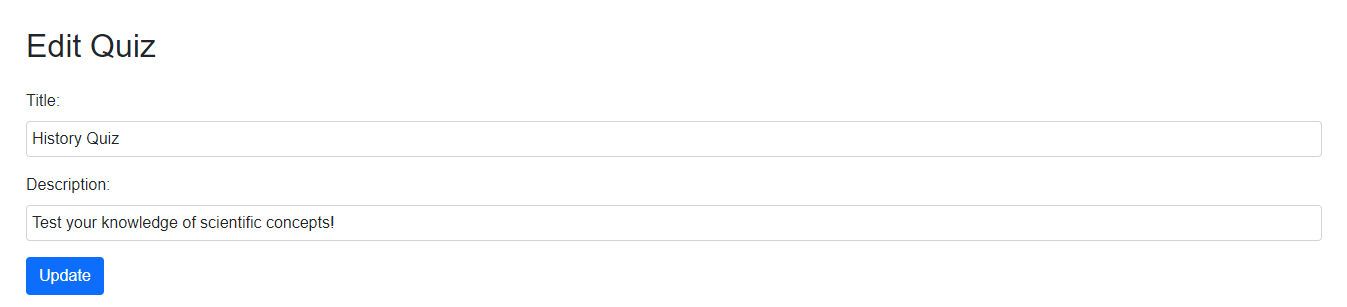 Edit Quiz
Title:
History Quiz
Description:
Test your knowledge of scientific concepts!
Update